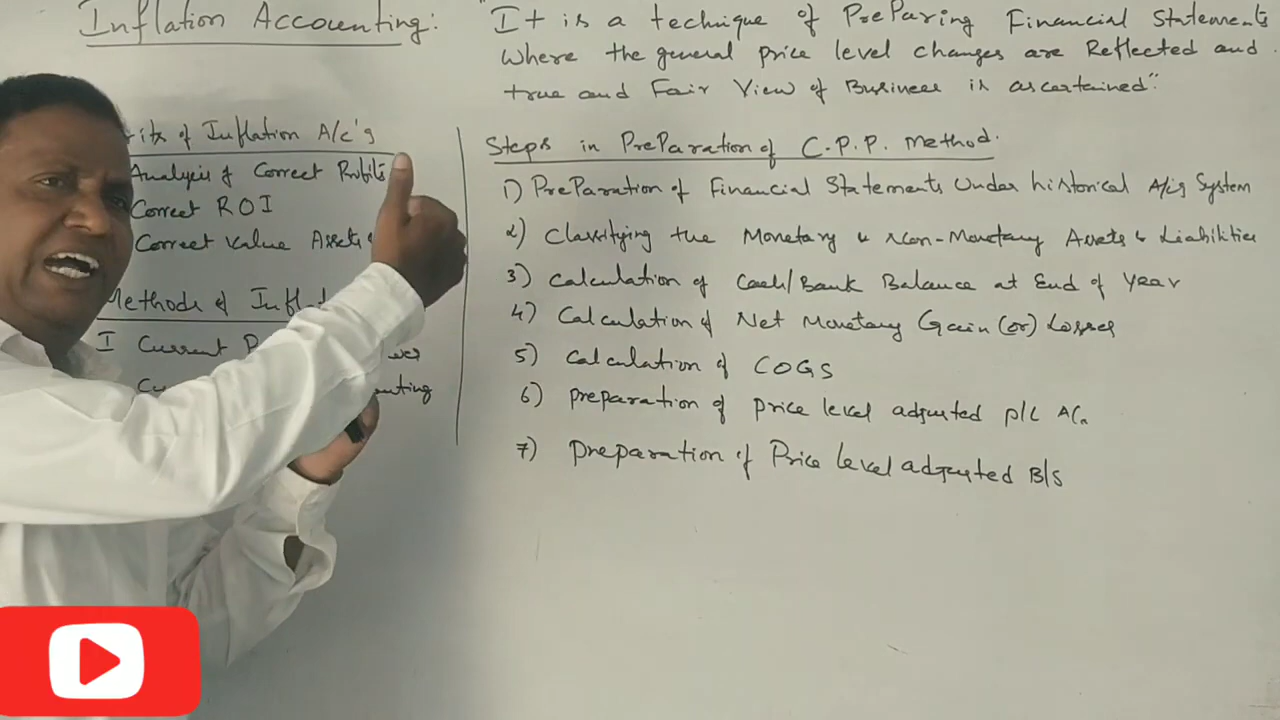 Inflation Accounting:
"It is a technique of Preparing Financial Statements
Where the general price level changes are Reflected and
true and Fair View of Business is ascertained"
of Inflation A/c's
Analysis of Correct Profits
Correct ROI
Correct Value Assets
Methods of Infl
I Current
accounting
Steps in Preparation of C.P.P. Method.
1) Preparation of Financial Statements Under historical A/c's System
2) Classifying the Monetary & Non-Monetary Assets & Liabilities
3) Calculation of Cash/Bank Balance at End of Year
4) Calculation of Net Monetary Gain (or) Losses
5) Calculation of COGS
6) preparation of price level adjusted P/L A/c.
7) Preparation of Price level adjusted B/S